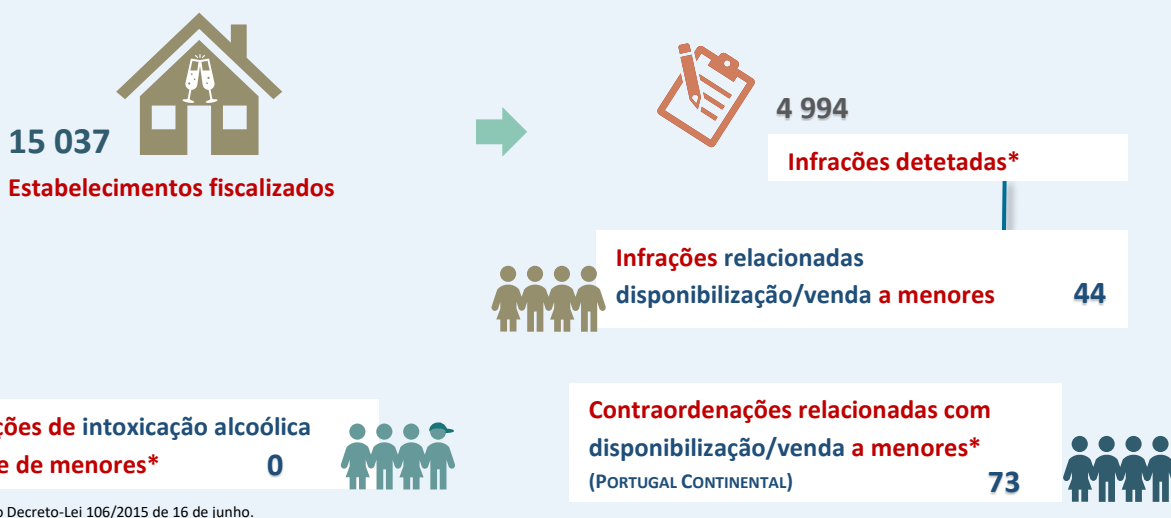 15 037
Estabelecimentos fiscalizados
4 994
Infrações detetadas*
Infrações relacionadas
disponibilização/venda a menores 44
ções de intoxicação alcoólica
e de menores* 0
Contraordenações relacionadas com
disponibilização/venda a menores*
(PORTUGAL CONTINENTAL) 73
o Decreto-Lei 106/2015 de 16 de junho.